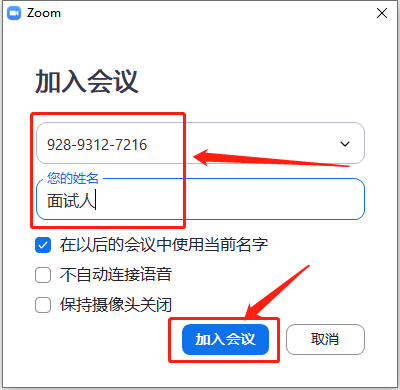 Zoom
加入会议
928-9312-7216
您的姓名
面试人
在以后的会议中使用当前名字
不自动连接语音
保持摄像头关闭
加入会议 取消